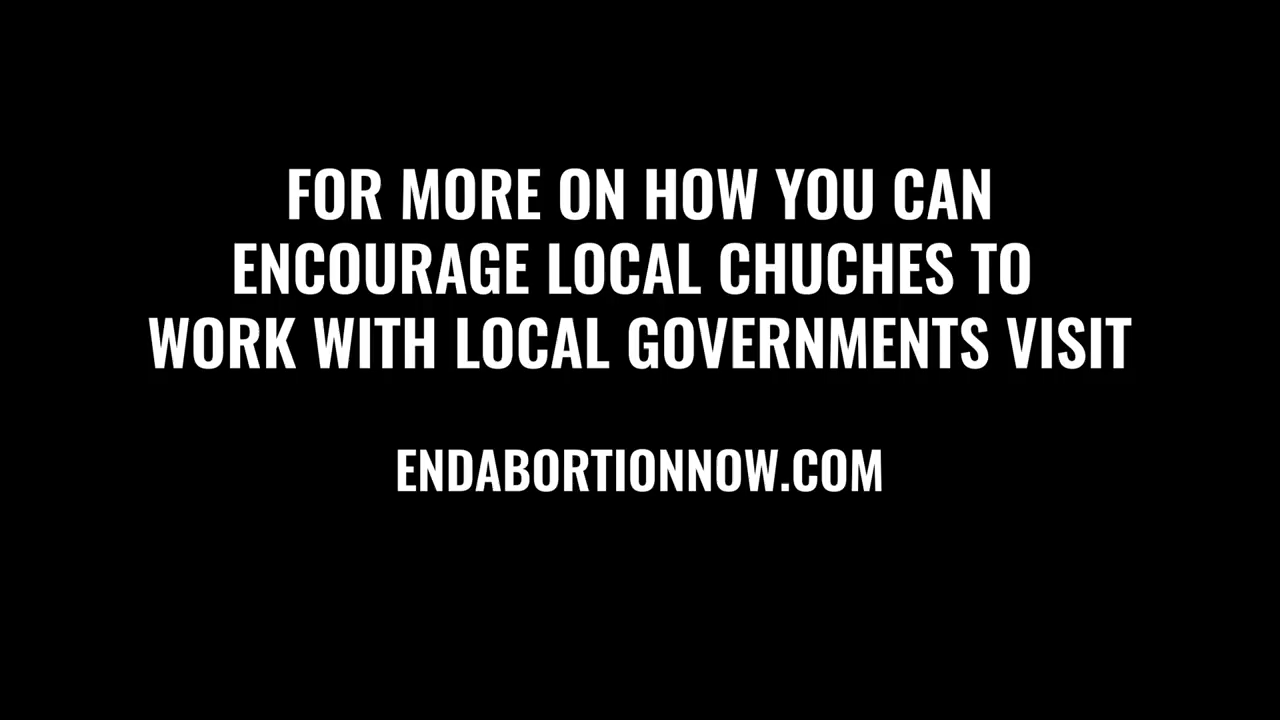 FOR MORE ON HOW YOU CAN
ENCOURAGE LOCAL CHUCHES TO
WORK WITH LOCAL GOVERNMENTS VISIT
ENDABORTIONNOW.COM